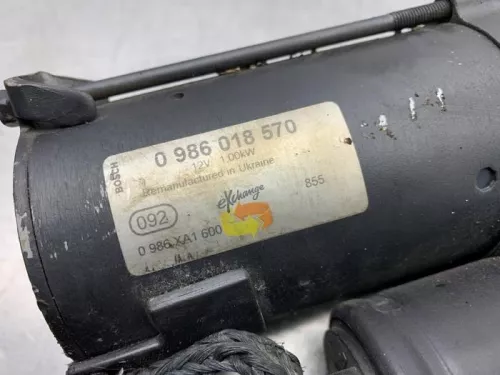 BOSCH
0 986 018 570
12V 1.00kW
Remanufactured in Ukraine
092
eXchange
855
0 986 XA1 600